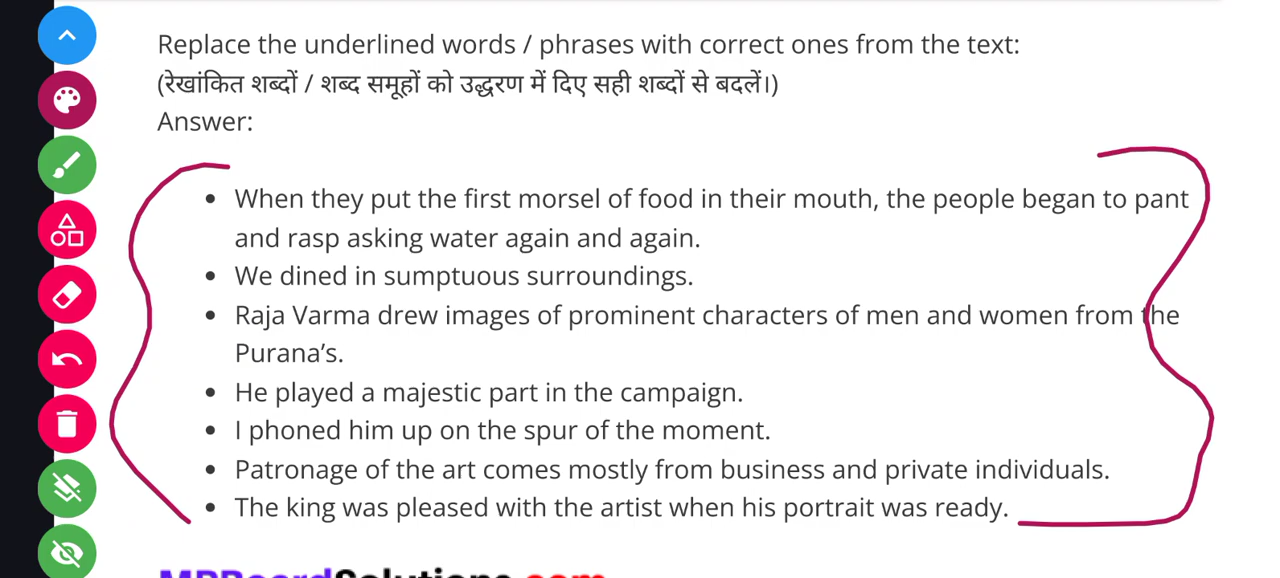 Replace the underlined words / phrases with correct ones from the text:
(रेखांकित शब्दों / शब्द समूहों को उद्धरण में दिए सही शब्दों से बदलें।)
Answer:
• When they put the first morsel of food in their mouth, the people began to pant
and rasp asking water again and again.
• We dined in sumptuous surroundings.
• Raja Varma drew images of prominent characters of men and women from the
Purana’s.
• He played a majestic part in the campaign.
• I phoned him up on the spur of the moment.
• Patronage of the art comes mostly from business and private individuals.
• The king was pleased with the artist when his portrait was ready.
MPBoardSolutions.com